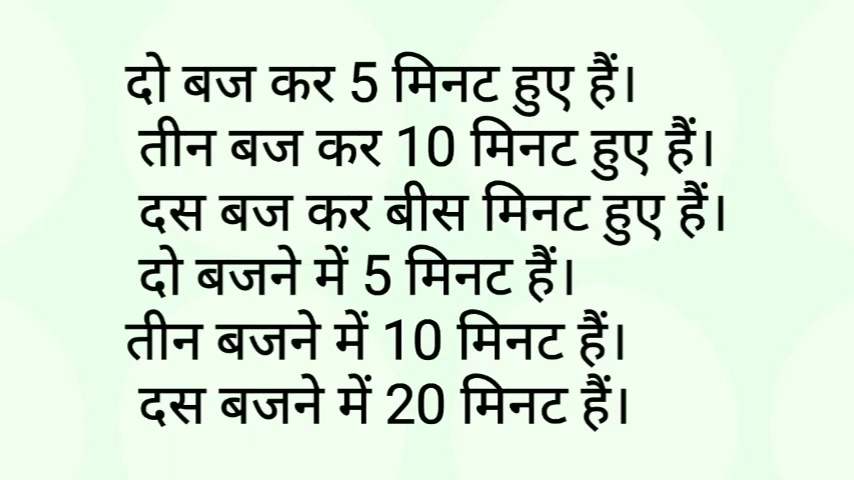 दो बज कर 5 मिनट हुए हैं।
तीन बज कर 10 मिनट हुए हैं।
दस बज कर बीस मिनट हुए हैं।
दो बजने में 5 मिनट हैं।
तीन बजने में 10 मिनट हैं।
दस बजने में 20 मिनट हैं।